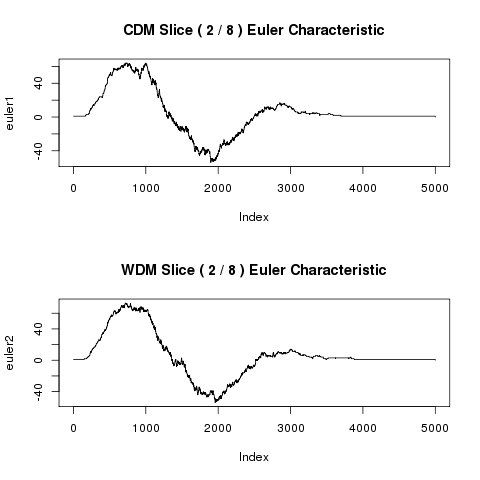 CDM Slice ( 2 / 8 ) Euler Characteristic
euler1
40
0
-40
0 1000 2000 3000 4000 5000
Index
WDM Slice ( 2 / 8 ) Euler Characteristic
euler2
40
0
-40
0 1000 2000 3000 4000 5000
Index